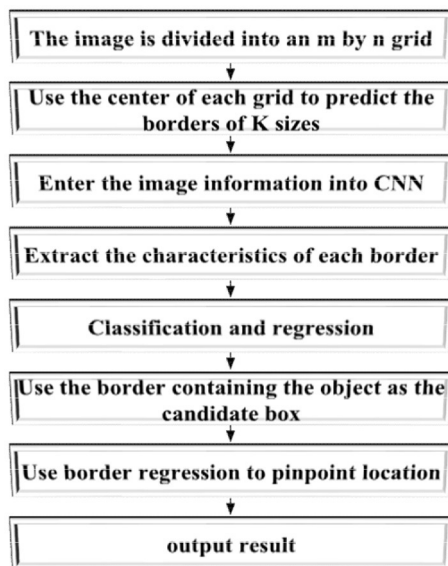 The image is divided into an m by n grid
Use the center of each grid to predict the
borders of K sizes
Enter the image information into CNN
Extract the characteristics of each border
Classification and regression
Use the border containing the object as the
candidate box
Use border regression to pinpoint location
output result